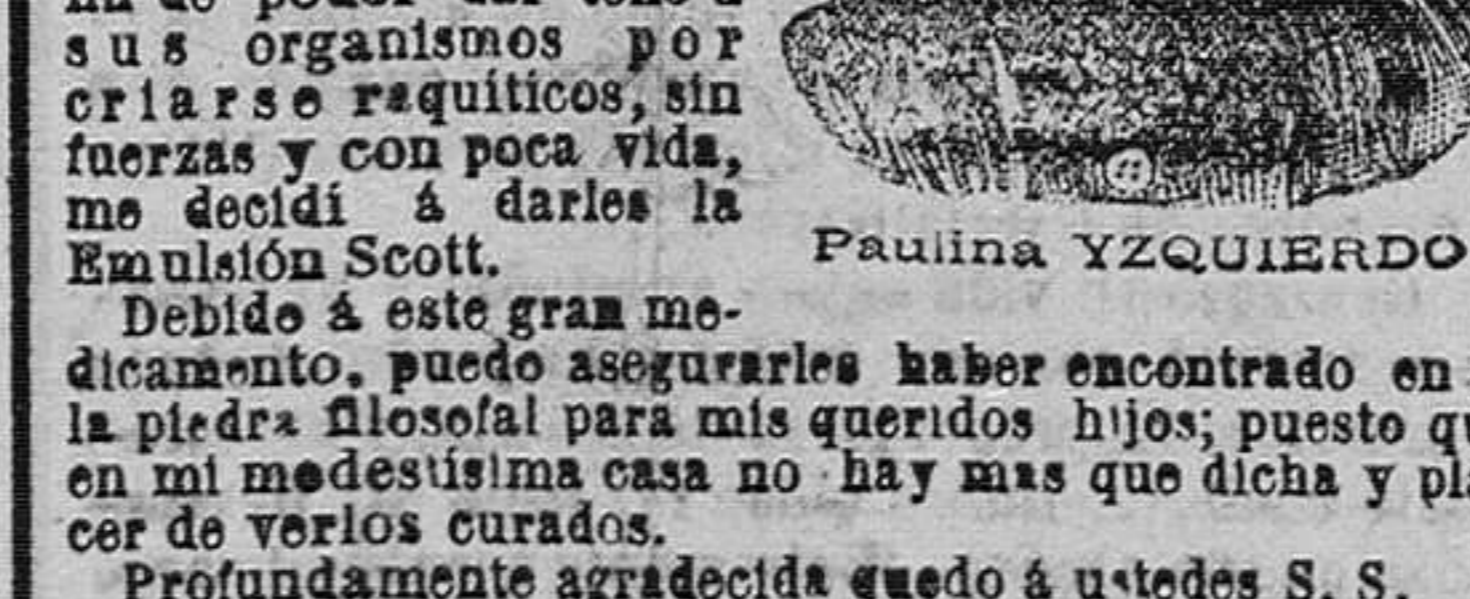 sus organismos por
criarse raquíticos, sin
fuerzas y con poca vida,
me decidí á darles la
Emulsión Scott.
Paulina YZQUIERDO
Debido á este gran me-
dicamento, puedo asegurarles haber encontrado en
la piedra filosofal para mis queridos hijos; puesto
en mi modestísima casa no hay mas que dicha y
cer de verlos curados.
Profundamente agradecida quedo á ustedes S. S.